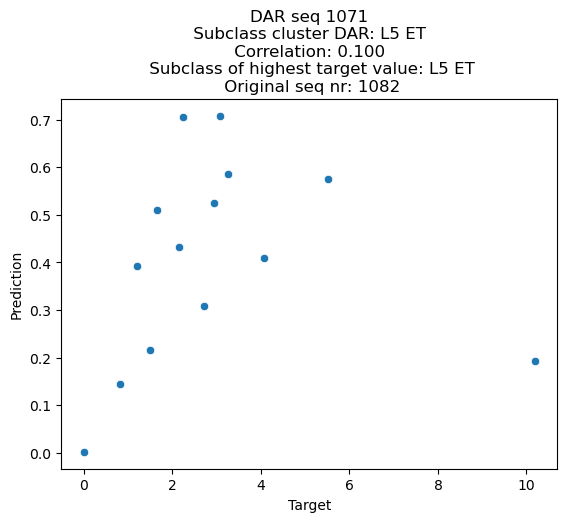 DAR seq 1071
Subclass cluster DAR: L5 ET
Correlation: 0.100
Subclass of highest target value: L5 ET
Original seq nr: 1082
0.7
0.6
0.5
0.4
0.3
0.2
0.1
0.0
Prediction
0 2 4 6 8 10
Target